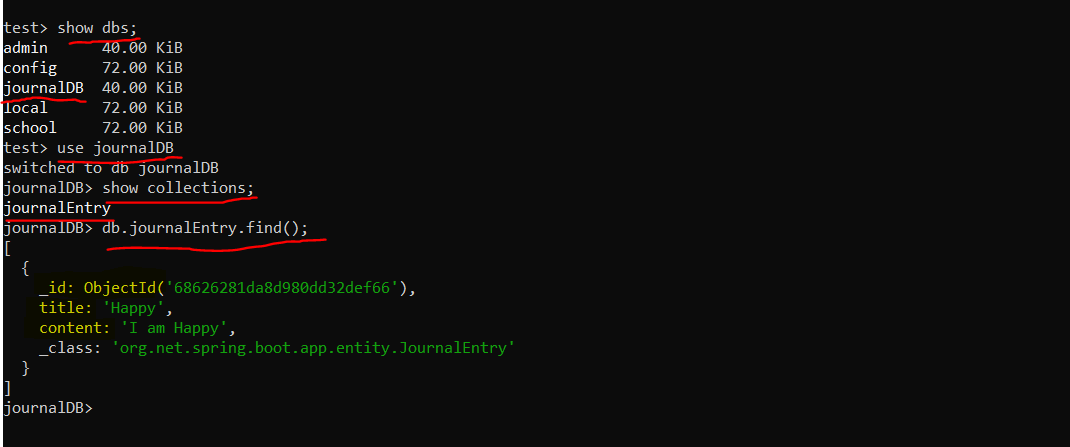 test> show dbs;
admin      40.00 KiB
config     72.00 KiB
journalDB  40.00 KiB
local      72.00 KiB
school     72.00 KiB
test> use journalDB
switched to db journalDB
journalDB> show collections;
journalEntry
journalDB> db.journalEntry.find();
[
  {
    _id: ObjectId('68626281da8d980dd32def66'),
    title: 'Happy',
    content: 'I am Happy',
    _class: 'org.net.spring.boot.app.entity.JournalEntry'
  }
]
journalDB>